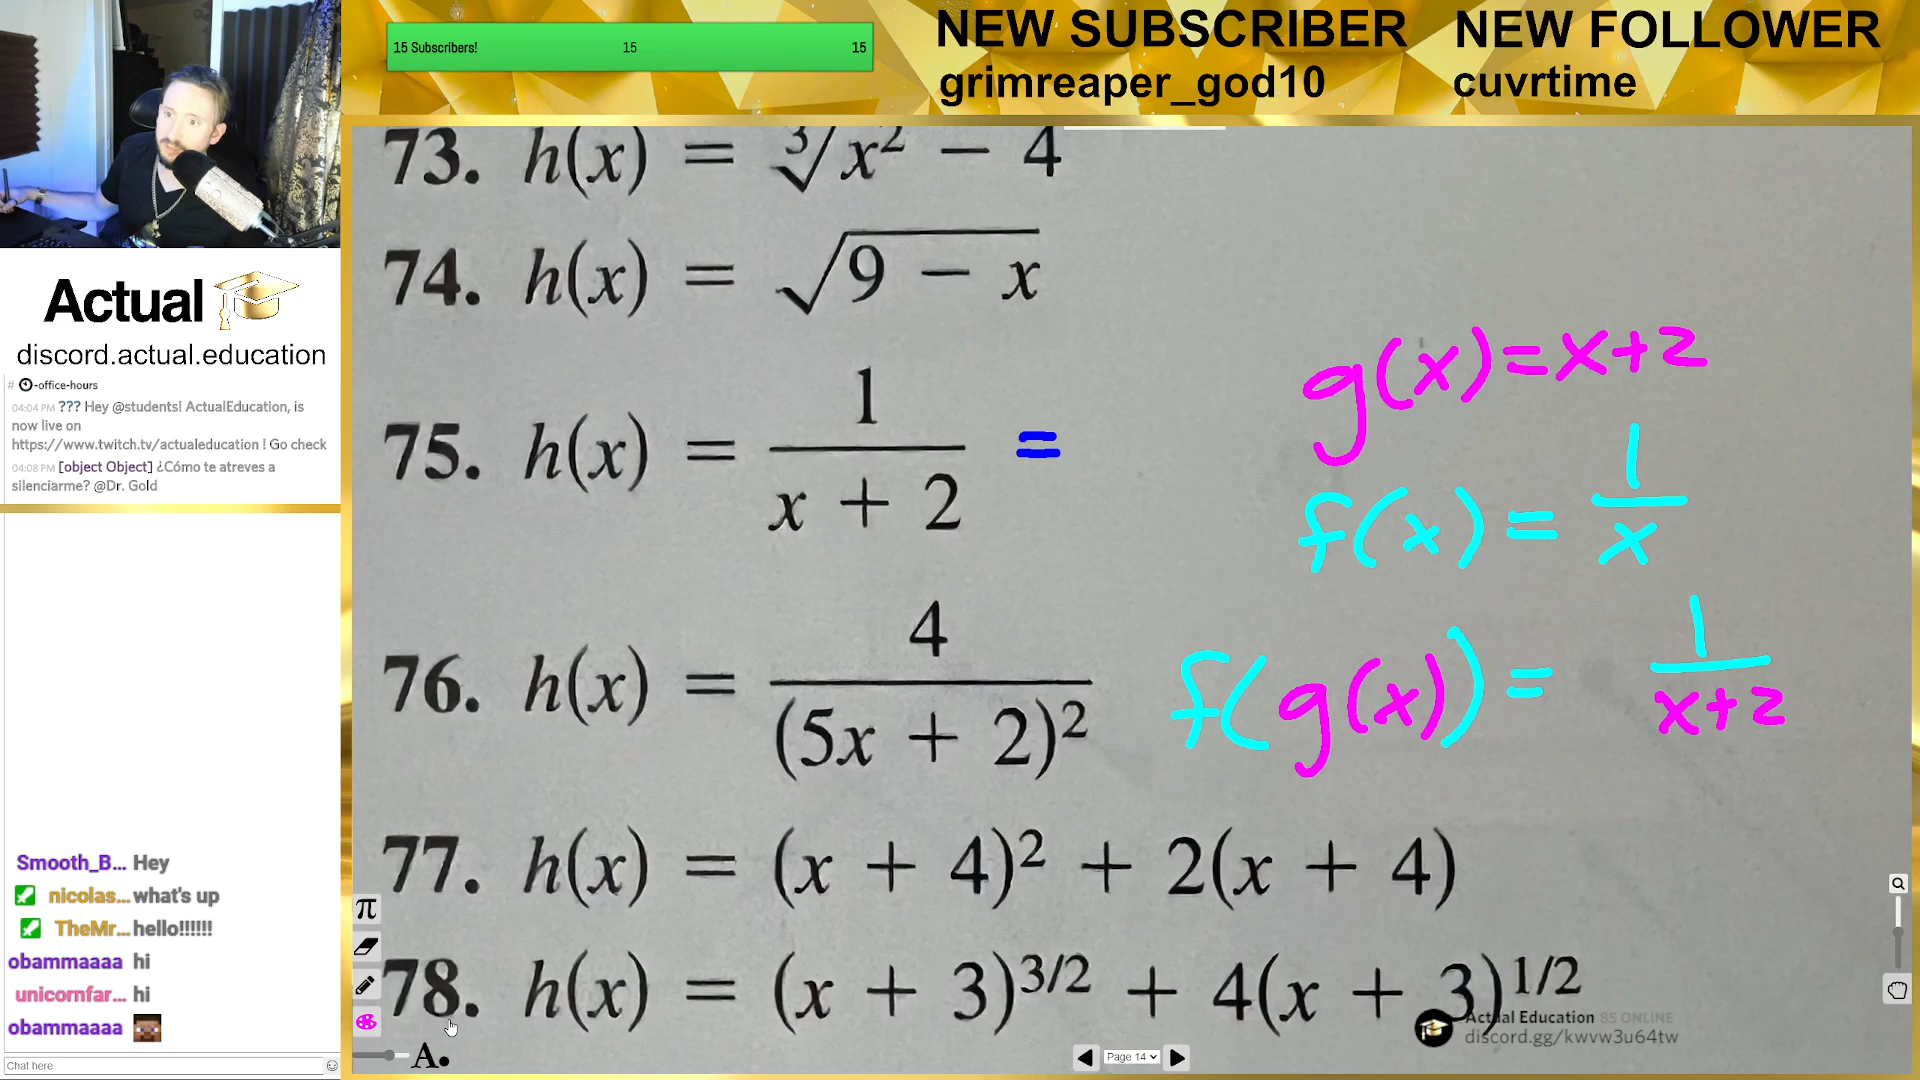 15 Subscribers! 15 15
NEW SUBSCRIBER
grimreaper_god10
NEW FOLLOWER
cuvrtime
Actual
discord.actual.education
# -office-hours
04:04 PM ??? Hey @students! ActualEducation, is
now live on
https://www.twitch.tv/actualeducation ! Go check
04:08 PM [object Object] ¿Cómo te atreves a
silenciarme? @Dr. Gold
Smooth_B... Hey
nicolas... what's up
TheMr... hello!!!!!!
obammaaaa hi
unicornfar... hi
obammaaaa
Chat here
73. h(x) = ∛x² − 4
74. h(x) = √(9 − x)
75. h(x) = 1/(x + 2) =
76. h(x) = 4/(5x + 2)²
77. h(x) = (x + 4)² + 2(x + 4)
78. h(x) = (x + 3)^3/2 + 4(x + 3)^1/2
g(x)=x+2
f(x) = 1/x
f(g(x)) = 1/(x+2)
π
A.
Page 14
Actual Education 85 ONLINE
discord.gg/kwvw3u64tw